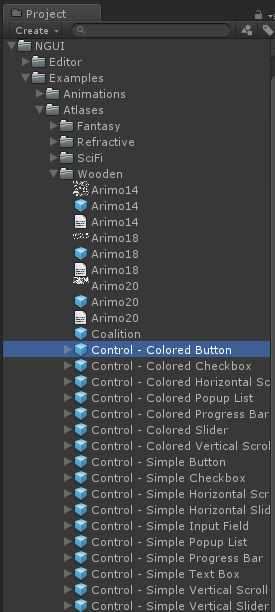 Project
Create
NGUI
Editor
Examples
Animations
Atlases
Fantasy
Refractive
SciFi
Wooden
Arimo14
Arimo14
Arimo14
Arimo18
Arimo18
Arimo18
Arimo20
Arimo20
Arimo20
Coalition
Control - Colored Button
Control - Colored Checkbox
Control - Colored Horizontal Sc
Control - Colored Popup List
Control - Colored Progress Bar
Control - Colored Slider
Control - Colored Vertical Scrol
Control - Simple Button
Control - Simple Checkbox
Control - Simple Horizontal Scr
Control - Simple Horizontal Slid
Control - Simple Input Field
Control - Simple Popup List
Control - Simple Progress Bar
Control - Simple Text Box
Control - Simple Vertical Scroll
Control - Simple Vertical Slider